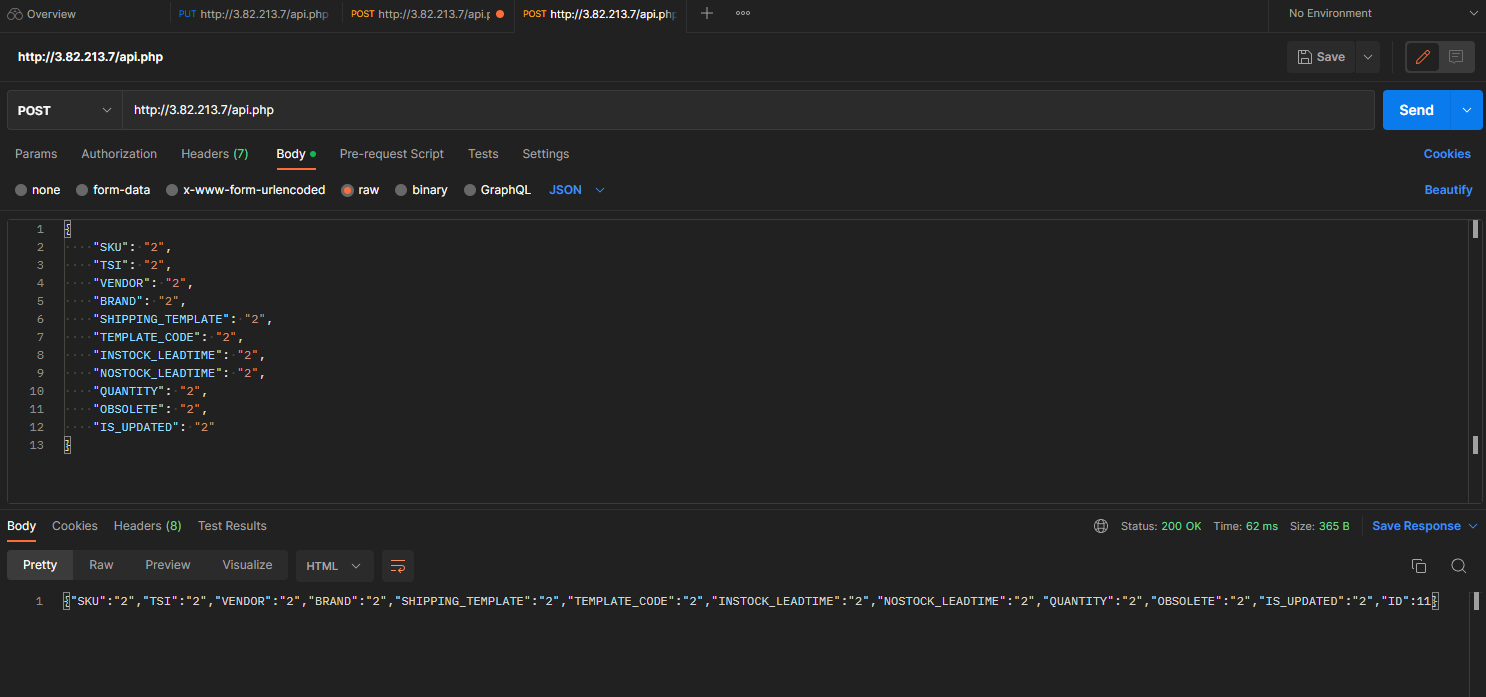 Overview
PUT http://3.82.213.7/api.php
POST http://3.82.213.7/api.p
POST http://3.82.213.7/api.php
No Environment
http://3.82.213.7/api.php
Save
POST
http://3.82.213.7/api.php
Send
Params Authorization Headers (7) Body Pre-request Script Tests Settings Cookies
none form-data x-www-form-urlencoded raw binary GraphQL JSON Beautify
1 {
2 "SKU": "2",
3 "TSI": "2",
4 "VENDOR": "2",
5 "BRAND": "2",
6 "SHIPPING_TEMPLATE": "2",
7 "TEMPLATE_CODE": "2",
8 "INSTOCK_LEADTIME": "2",
9 "NOSTOCK_LEADTIME": "2",
10 "QUANTITY": "2",
11 "OBSOLETE": "2",
12 "IS_UPDATED": "2"
13 }
Body Cookies Headers (8) Test Results Status: 200 OK Time: 62 ms Size: 365 B Save Response
Pretty Raw Preview Visualize HTML
1 {"SKU":"2","TSI":"2","VENDOR":"2","BRAND":"2","SHIPPING_TEMPLATE":"2","TEMPLATE_CODE":"2","INSTOCK_LEADTIME":"2","NOSTOCK_LEADTIME":"2","QUANTITY":"2","OBSOLETE":"2","IS_UPDATED":"2","ID":11}